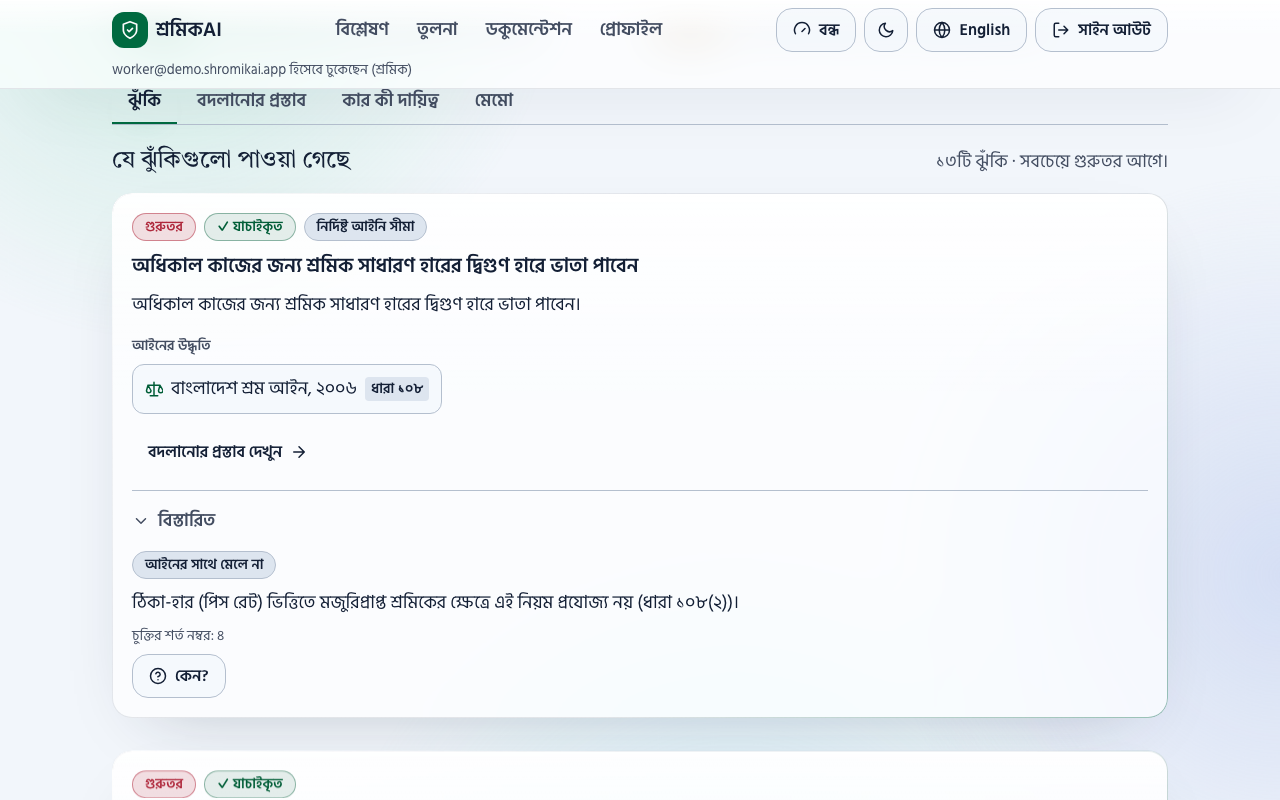 শ্রমিকAI
বিশ্লেষণ তুলনা ডকুমেন্টেশন প্রোফাইল
বন্ধ English সাইন আউট
worker@demo.shromikai.app হিসেবে ঢুকেছেন (শ্রমিক)
ঝুঁকি বদলানোর প্রস্তাব কার কী দায়িত্ব মেমো
যে ঝুঁকিগুলো পাওয়া গেছে
১৩টি ঝুঁকি · সবচেয়ে গুরুতর আগে।
গুরুতর ✓ যাচাইকৃত নির্দিষ্ট আইনি সীমা
অধিকাল কাজের জন্য শ্রমিক সাধারণ হারের দ্বিগুণ হারে ভাতা পাবেন
অধিকাল কাজের জন্য শ্রমিক সাধারণ হারের দ্বিগুণ হারে ভাতা পাবেন।
আইনের উদ্ধৃতি
বাংলাদেশ শ্রম আইন, ২০০৬ ধারা ১০৮
বদলানোর প্রস্তাব দেখুন →
বিস্তারিত
আইনের সাথে মেলে না
ঠিকা-হার (পিস রেট) ভিত্তিতে মজুরিপ্রাপ্ত শ্রমিকের ক্ষেত্রে এই নিয়ম প্রযোজ্য নয় (ধারা ১০৮(২))।
চুক্তির শর্ত নম্বর: 8
কেন?
গুরুতর ✓ যাচাইকৃত